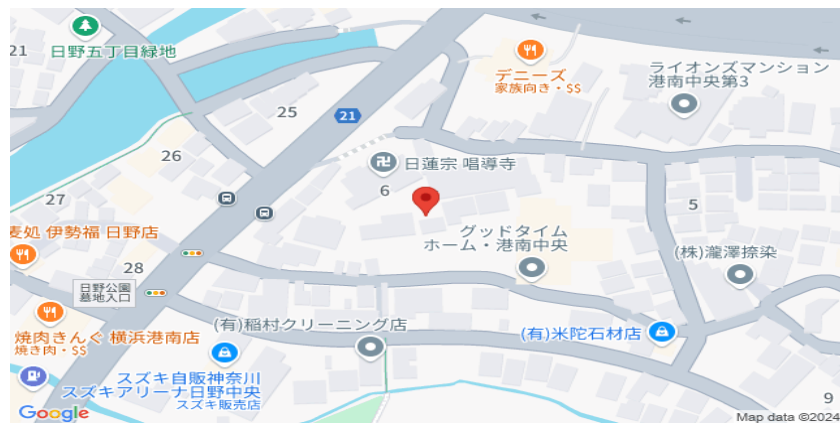 21
日野五丁目緑地
デニーズ
家族向き・$$
ライオンズマンション
港南中央第3
25
21
26
日蓮宗 唱導寺
6
27
5
麦処 伊勢福 日野店
グッドタイム
ホーム・港南中央
(株)瀧澤捺染
28
日野公園
墓地入口
(有)稲村クリーニング店
(有)米陀石材店
焼肉きんぐ 横浜港南店
焼き肉・$$
スズキ自販神奈川
スズキアリーナ日野中央
スズキ販売店
9
Google
Map data ©2024